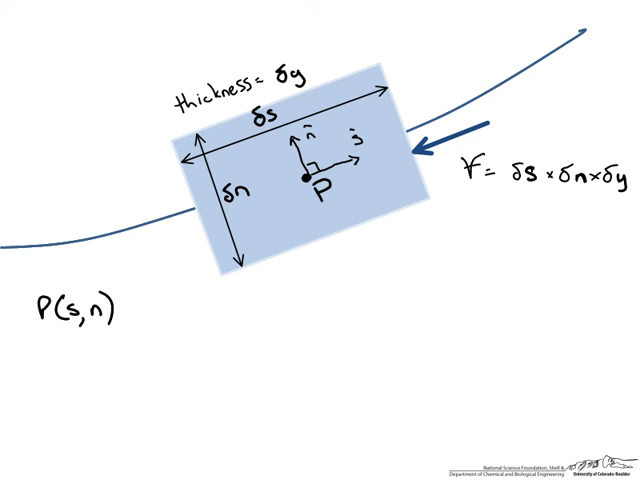 thickness = δy
δs
n̂
ŝ
δn
P
V̶ = δs × δn × δy
P(s,n)
National Science Foundation, Shell &
Department of Chemical and Biological Engineering
University of Colorado-Boulder